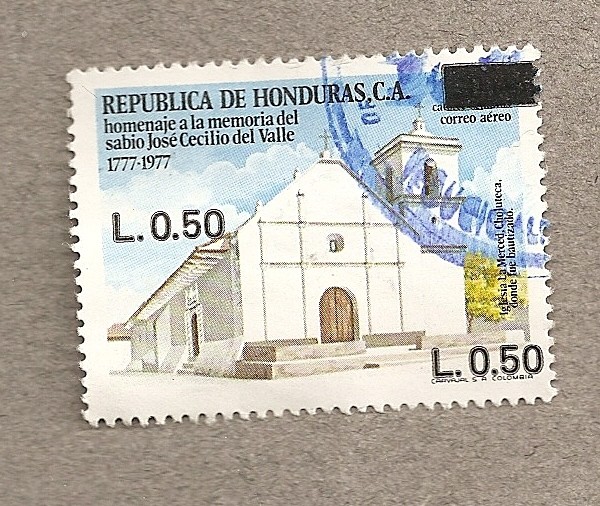 REPUBLICA DE HONDURAS, C.A.
homenaje a la memoria del
sabio José Cecilio del Valle
1777-1977
correo aéreo
L. 0.50
Iglesia La Merced Choluteca,
donde fue bautizado.
L. 0.50
CARVAJAL S A COLOMBIA